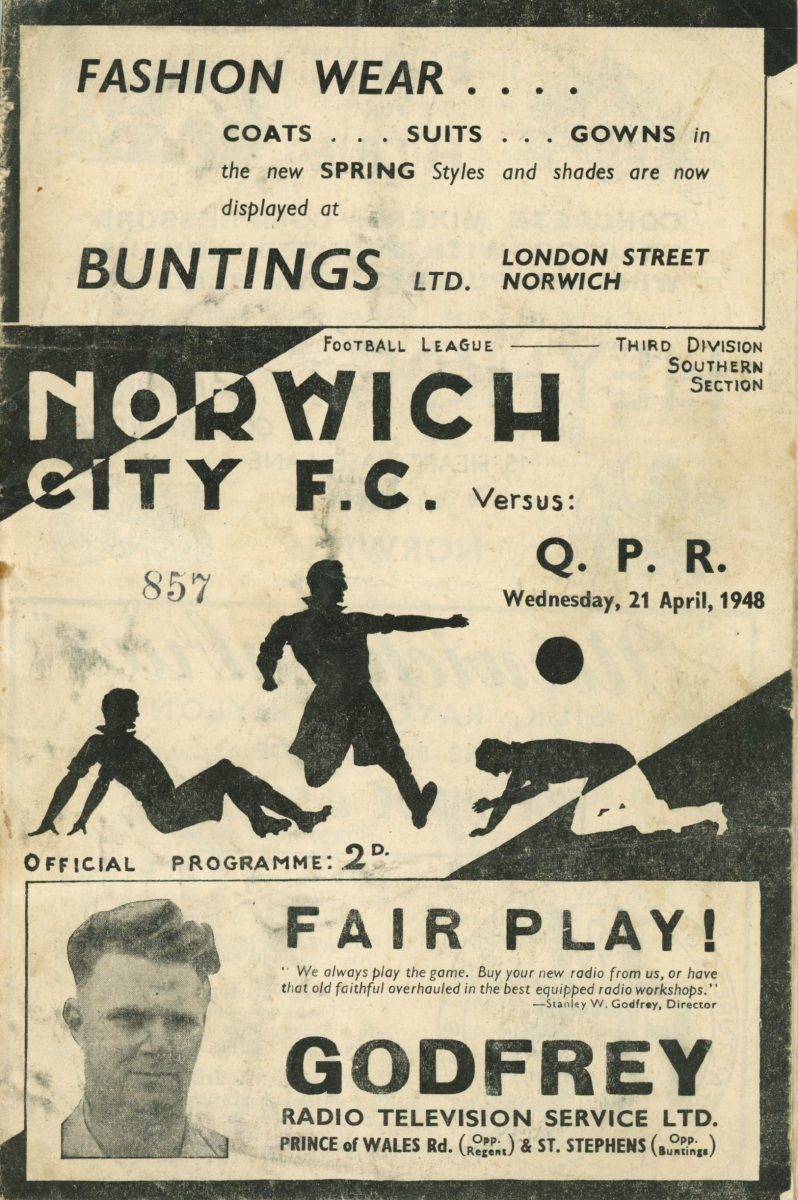 FASHION WEAR . . . .
COATS . . . SUITS . . . GOWNS in
the new SPRING Styles and shades are now
displayed at
BUNTINGS LTD. LONDON STREET
NORWICH
FOOTBALL LEAGUE —— THIRD DIVISION
SOUTHERN
SECTION
NORWICH
CITY F.C. Versus:
Q. P. R.
Wednesday, 21 April, 1948
857
OFFICIAL PROGRAMME: 2D.
FAIR PLAY!
"We always play the game. Buy your new radio from us, or have
that old faithful overhauled in the best equipped radio workshops."
—Stanley W. Godfrey, Director
GODFREY
RADIO TELEVISION SERVICE LTD.
PRINCE of WALES Rd. (Opp. Regent) & ST. STEPHENS (Opp. Buntings)